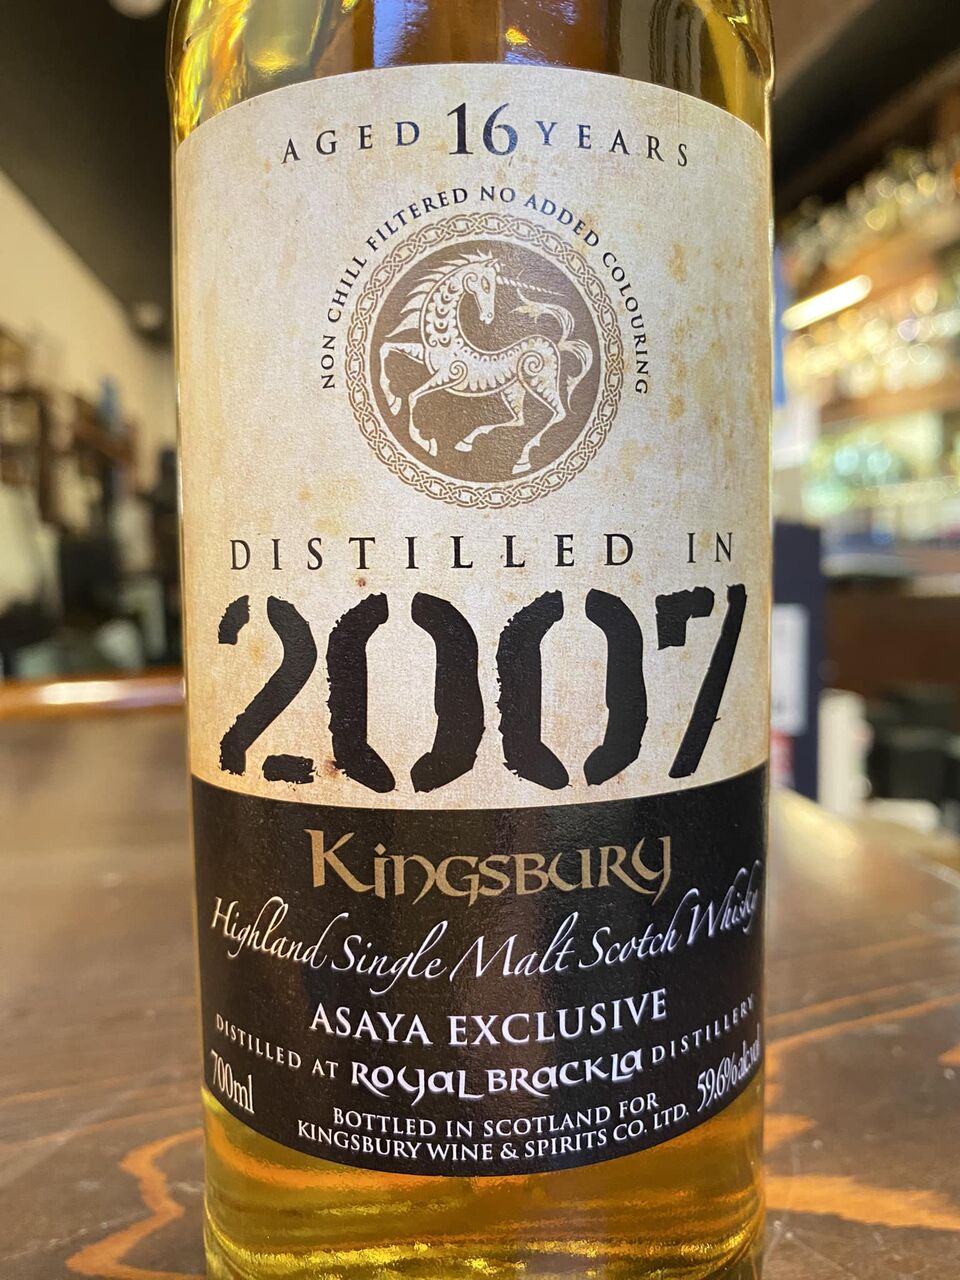 AGED 16 YEARS
NON CHILL FILTERED NO ADDED COLOURING
DISTILLED IN
2007
Kingsbury
Highland Single Malt Scotch Whisky
ASAYA EXCLUSIVE
DISTILLED AT ROYAL BRACKLA DISTILLERY
700ml
59.6%alc/vol
BOTTLED IN SCOTLAND FOR
KINGSBURY WINE & SPIRITS CO. LTD.